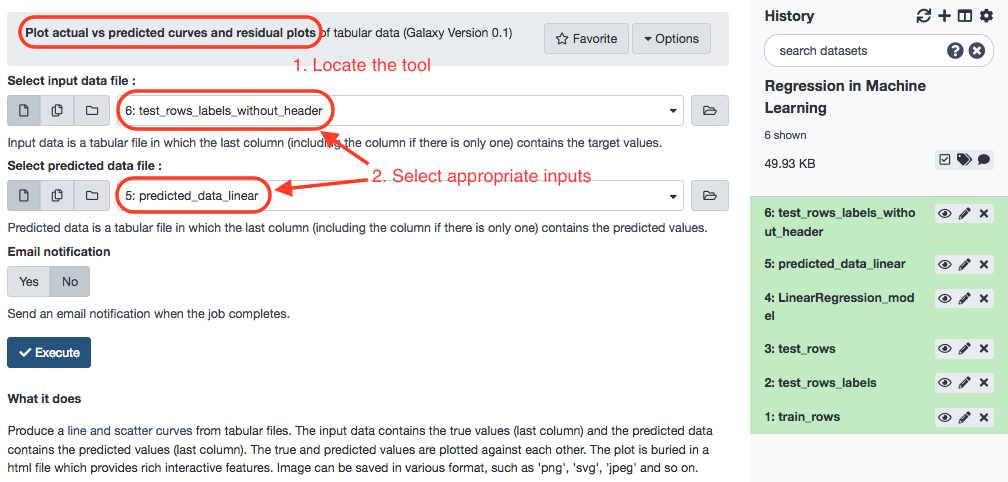 Plot actual vs predicted curves and residual plots of tabular data (Galaxy Version 0.1)
Favorite
Options
1. Locate the tool
Select input data file :
6: test_rows_labels_without_header
Input data is a tabular file in which the last column (including the column if there is only one) contains the target values.
Select predicted data file :
2. Select appropriate inputs
5: predicted_data_linear
Predicted data is a tabular file in which the last column (including the column if there is only one) contains the predicted values.
Email notification
Yes No
Send an email notification when the job completes.
Execute
What it does
Produce a line and scatter curves from tabular files. The input data contains the true values (last column) and the predicted data
contains the predicted values (last column). The true and predicted values are plotted against each other. The plot is buried in a
html file which provides rich interactive features. Image can be saved in various format, such as 'png', 'svg', 'jpeg' and so on.
History
search datasets
Regression in Machine
Learning
6 shown
49.93 KB
6: test_rows_labels_witho
ut_header
5: predicted_data_linear
4: LinearRegression_mod
el
3: test_rows
2: test_rows_labels
1: train_rows